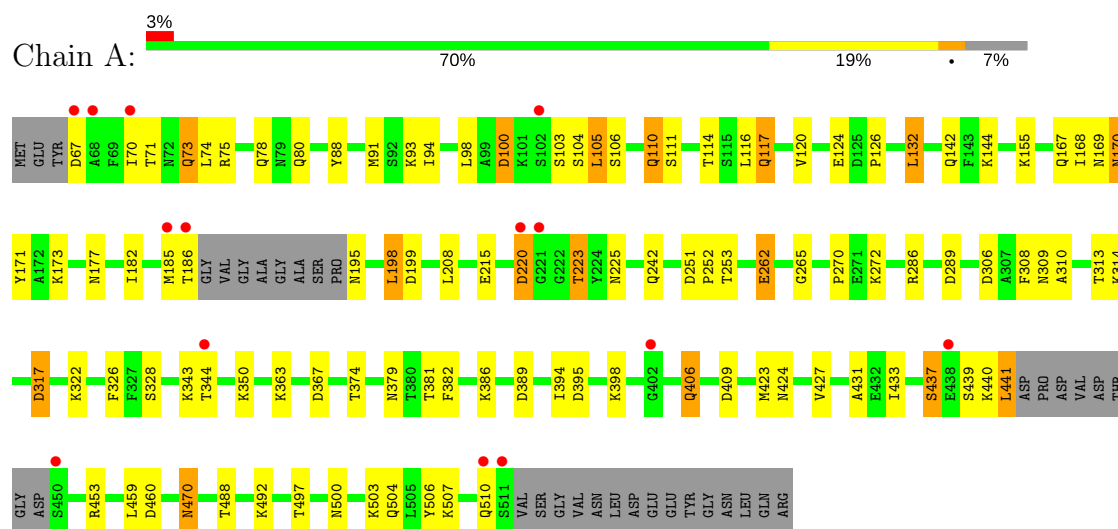 3%
Chain A:
70% 19% • 7%
MET GLU TYR D67 A68 F69 I70 T71 N72 Q73 L74 R75 Q78 N79 Q80 Y88 M91 S92 K93 I94 L98 A99 D100 K101 S102 S103 S104 L105 S106 Q110 S111 T114 S115 L116 Q117 V120 E124 D125 P126 L132 Q142 F143 K144 K155 Q167 I168 N169 N170
Y171 A172 K173 N177 I182 M185 T186 GLY VAL GLY ALA GLY ALA SER PRO N195 L198 D199 L208 E215 D220 G221 G222 T223 Y224 N225 Q242 D251 P252 T253 E262 G265 P270 E271 K272 R286 D289 D306 A307 F308 N309 A310 T313 K314
D317 K322 F326 F327 S328 K343 T344 K350 K363 D367 T374 N379 T380 T381 F382 K386 D389 I394 D395 K398 G402 Q406 D409 M423 N424 V427 A431 E432 I433 S437 E438 S439 K440 L441 ASP PRO ASP VAL ASP THR
GLY ASP S450 R453 L459 D460 N470 T488 K492 T497 N500 K503 Q504 L505 Y506 K507 Q510 S511 VAL SER GLY VAL ASN LEU ASP GLU GLU TYR GLY ASN LEU GLN ARG